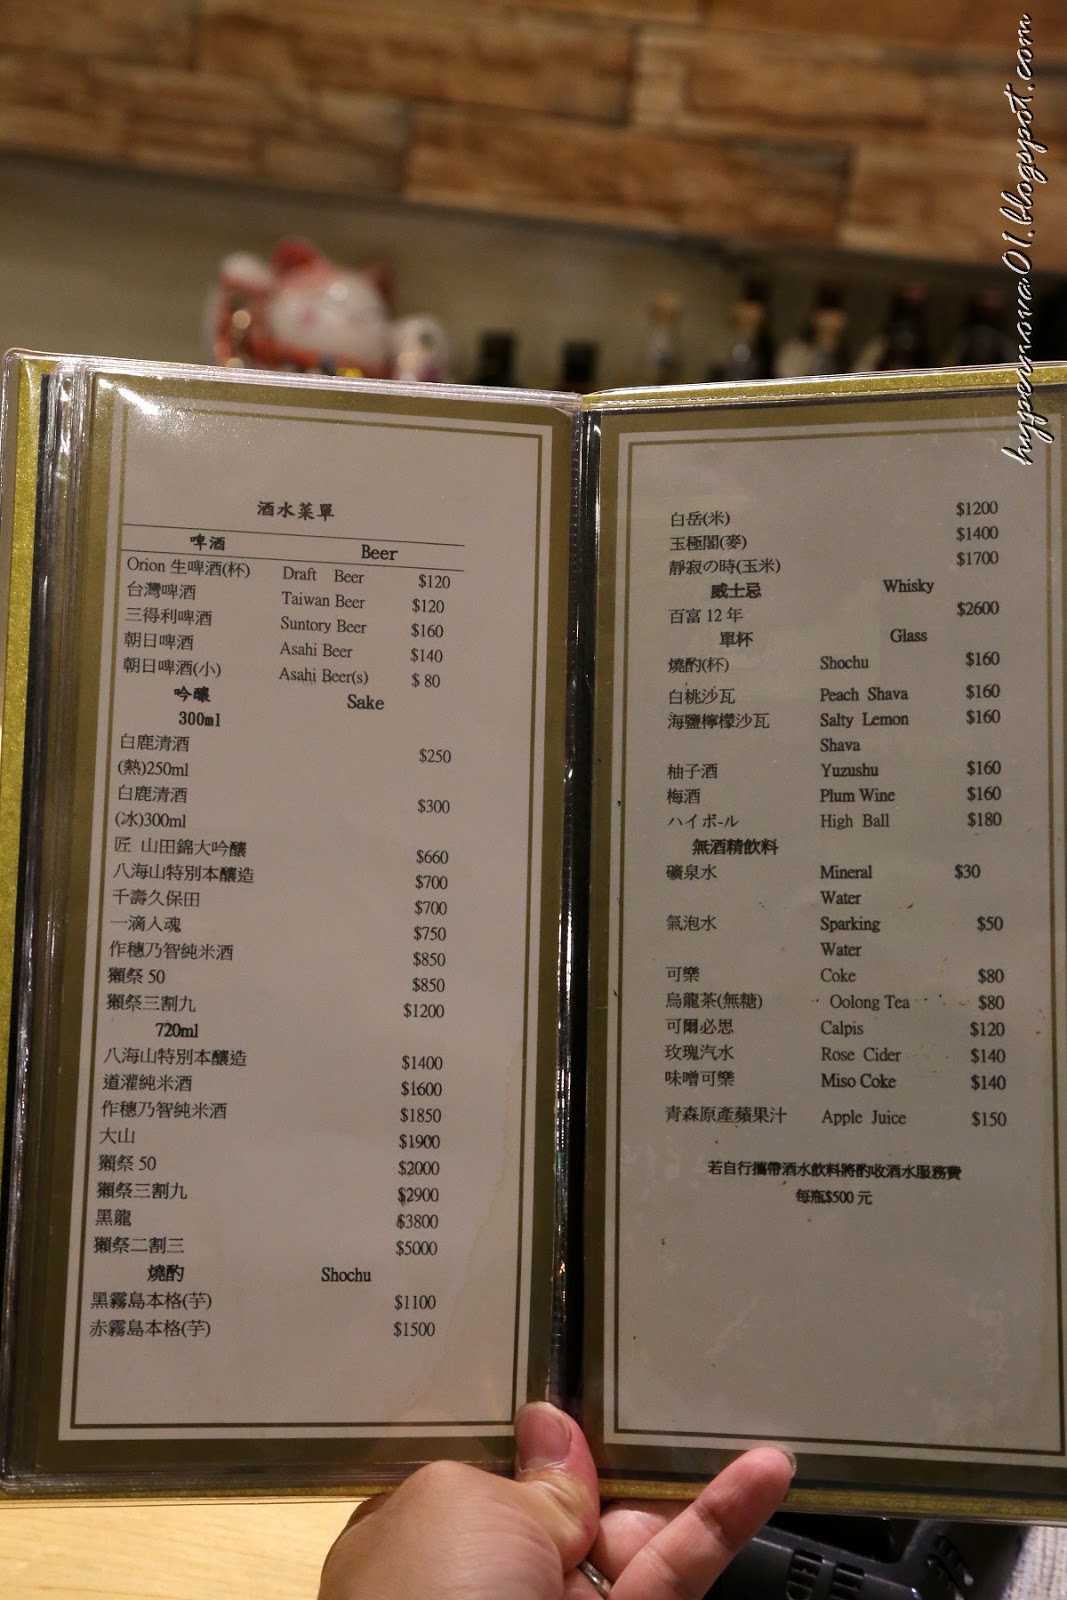 酒水菜單
啤酒 Beer
Orion 生啤酒(杯) Draft Beer $120
台灣啤酒 Taiwan Beer $120
三得利啤酒 Suntory Beer $160
朝日啤酒 Asahi Beer $140
朝日啤酒(小) Asahi Beer(s) $ 80
吟釀 Sake
300ml
白鹿清酒
(熱)250ml $250
白鹿清酒
(冰)300ml $300
匠 山田錦大吟釀 $660
八海山特別本釀造 $700
千壽久保田 $700
一滴入魂 $750
作穗乃智純米酒 $850
獺祭 50 $850
獺祭三割九 $1200
720ml
八海山特別本釀造 $1400
道灌純米酒 $1600
作穗乃智純米酒 $1850
大山 $1900
獺祭 50 $2000
獺祭三割九 $2900
黑龍 $3800
獺祭二割三 $5000
燒酌 Shochu
黑霧島本格(芋) $1100
赤霧島本格(芋) $1500
白岳(米) $1200
玉極閣(麥) $1400
靜寂の時(玉米) $1700
威士忌 Whisky
百富 12 年 $2600
單杯 Glass
燒酌(杯) Shochu $160
白桃沙瓦 Peach Shava $160
海鹽檸檬沙瓦 Salty Lemon $160
Shava
柚子酒 Yuzushu $160
梅酒 Plum Wine $160
ハイボ-ル High Ball $180
無酒精飲料
礦泉水 Mineral $30
Water
氣泡水 Sparking $50
Water
可樂 Coke $80
烏龍茶(無糖) Oolong Tea $80
可爾必思 Calpis $120
玫瑰汽水 Rose Cider $140
味噌可樂 Miso Coke $140
青森原產蘋果汁 Apple Juice $150
若自行攜帶酒水飲料將酌收酒水服務費
每瓶$500 元
hypernova01.blogspot.com